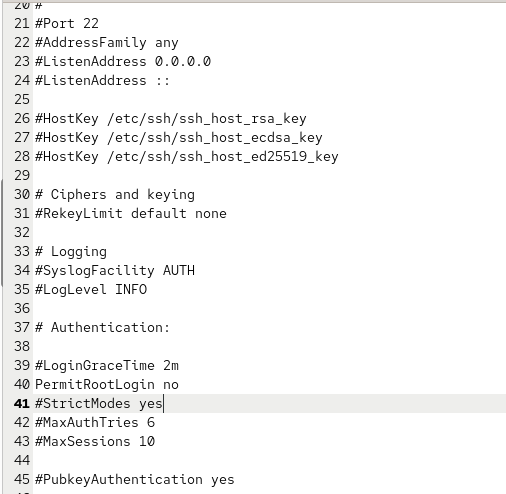 20 #
21 #Port 22
22 #AddressFamily any
23 #ListenAddress 0.0.0.0
24 #ListenAddress ::
25
26 #HostKey /etc/ssh/ssh_host_rsa_key
27 #HostKey /etc/ssh/ssh_host_ecdsa_key
28 #HostKey /etc/ssh/ssh_host_ed25519_key
29
30 # Ciphers and keying
31 #RekeyLimit default none
32
33 # Logging
34 #SyslogFacility AUTH
35 #LogLevel INFO
36
37 # Authentication:
38
39 #LoginGraceTime 2m
40 PermitRootLogin no
41 #StrictModes yes
42 #MaxAuthTries 6
43 #MaxSessions 10
44
45 #PubkeyAuthentication yes